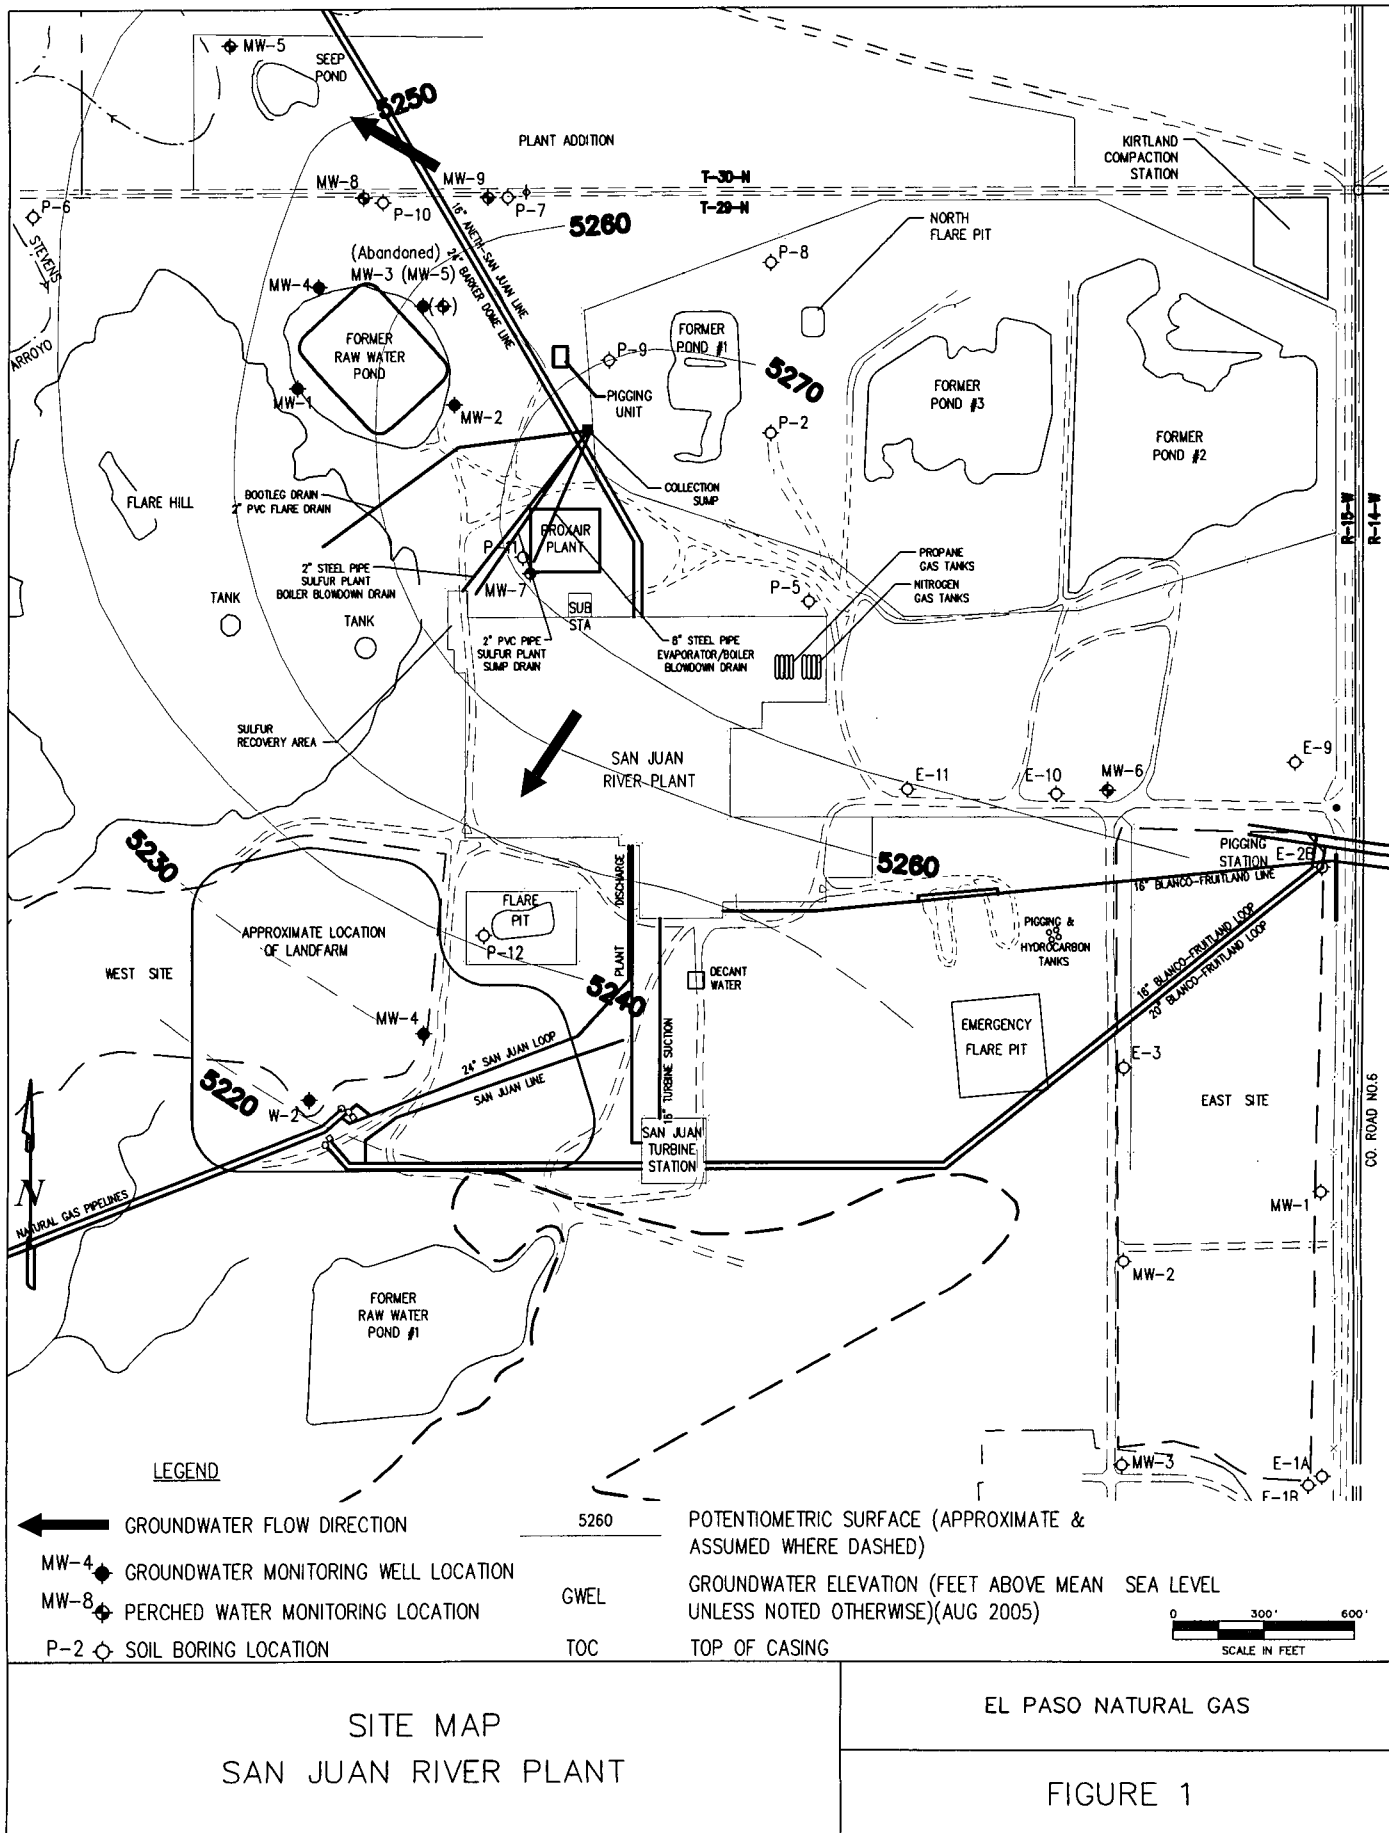 MW-5
SEEP
POND
5250
PLANT ADDITION
KIRTLAND
COMPACTION
STATION
MW-8
MW-9
T-30-N
T-29-N
P-6
P-10
P-7
5260
NORTH
FLARE PIT
STEVENS
ARROYO
16" ANETH-SAN JUAN LINE
24" BARKER DOME LINE
(Abandoned)
MW-3 (MW-5)
MW-4
P-8
FORMER
RAW WATER
POND
FORMER
POND #1
P-9
5270
FORMER
POND #3
MW-1
MW-2
PIGGING
UNIT
P-2
FORMER
POND #2
FLARE HILL
BOOTLEG DRAIN
2" PVC FLARE DRAIN
COLLECTION
SUMP
R-15-W
R-14-W
PROXAIR
PLANT
P-11
MW-7
2" STEEL PIPE
SULFUR PLANT
BOILER BLOWDOWN DRAIN
PROPANE
GAS TANKS
NITROGEN
GAS TANKS
P-5
TANK
TANK
SUB
STA
2" PVC PIPE
SULFUR PLANT
SUMP DRAIN
8" STEEL PIPE
EVAPORATOR/BOILER
BLOWDOWN DRAIN
SULFUR
RECOVERY AREA
SAN JUAN
RIVER PLANT
E-9
E-11
E-10
MW-6
5230
5260
PIGGING
STATION
E-2B
16" BLANCO-FRUITLAND LINE
DISCHARGE
PLANT
FLARE
PIT
P-12
APPROXIMATE LOCATION
OF LANDFARM
WEST SITE
PIGGING &
HYDROCARBON
TANKS
DECANT
WATER
5240
16" BLANCO-FRUITLAND LOOP
20" BLANCO-FRUITLAND LOOP
MW-4
24" SAN JUAN LOOP
SAN JUAN LINE
16" TURBINE SUCTION
EMERGENCY
FLARE PIT
E-3
5220
W-2
EAST SITE
CO. ROAD NO.6
SAN JUAN
TURBINE
STATION
N
NATURAL GAS PIPELINES
MW-1
MW-2
FORMER
RAW WATER
POND #1
MW-3
E-1A
E-1B
LEGEND
GROUNDWATER FLOW DIRECTION
5260
POTENTIOMETRIC SURFACE (APPROXIMATE &
ASSUMED WHERE DASHED)
MW-4
GROUNDWATER MONITORING WELL LOCATION
MW-8
PERCHED WATER MONITORING LOCATION
GWEL
GROUNDWATER ELEVATION (FEET ABOVE MEAN SEA LEVEL
UNLESS NOTED OTHERWISE)(AUG 2005)
P-2
SOIL BORING LOCATION
TOC
TOP OF CASING
0 300' 600'
SCALE IN FEET
SITE MAP
SAN JUAN RIVER PLANT
EL PASO NATURAL GAS
FIGURE 1